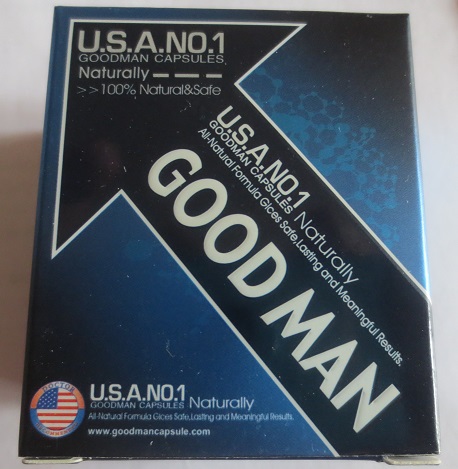 U.S.A.NO.1
GOODMAN CAPSULES
Naturally
>>100% Natural&Safe
U.S.A.NO.1
GOODMAN CAPSULES Naturally
All-Natural Formula Gices Safe,Lasting and Meaningful Results.
GOOD MAN
DOCTOR
U.S.A.NO.1
GOODMAN CAPSULES Naturally
All-Natural Formula Gices Safe,Lasting and Meaningful Results.
www.goodmancapsule.com